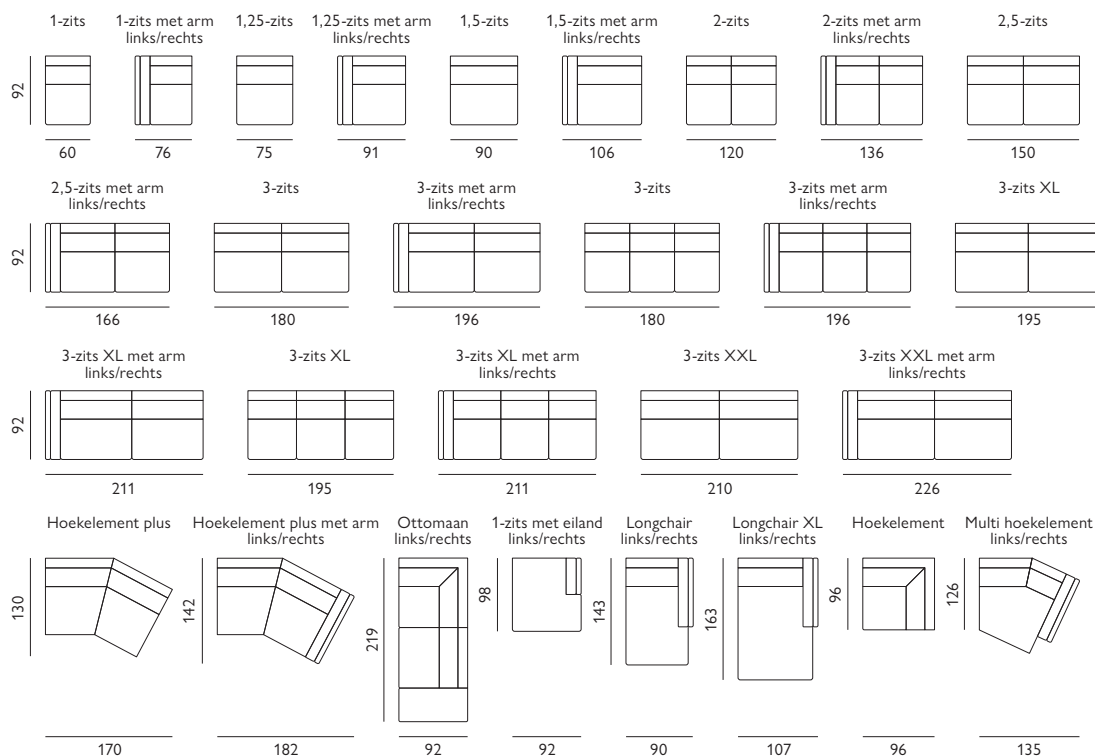 1-zits
1-zits met arm
links/rechts
1,25-zits
1,25-zits met arm
links/rechts
1,5-zits
1,5-zits met arm
links/rechts
2-zits
2-zits met arm
links/rechts
2,5-zits
92
60
76
75
91
90
106
120
136
150
2,5-zits met arm
links/rechts
3-zits
3-zits met arm
links/rechts
3-zits
3-zits met arm
links/rechts
3-zits XL
92
166
180
196
180
196
195
3-zits XL met arm
links/rechts
3-zits XL
3-zits XL met arm
links/rechts
3-zits XXL
3-zits XXL met arm
links/rechts
92
211
195
211
210
226
Hoekelement plus
Hoekelement plus met arm
links/rechts
Ottomaan
links/rechts
1-zits met eiland
links/rechts
Longchair
links/rechts
Longchair XL
links/rechts
Hoekelement
Multi hoekelement
links/rechts
130
142
219
98
143
163
96
126
170
182
92
92
90
107
96
135